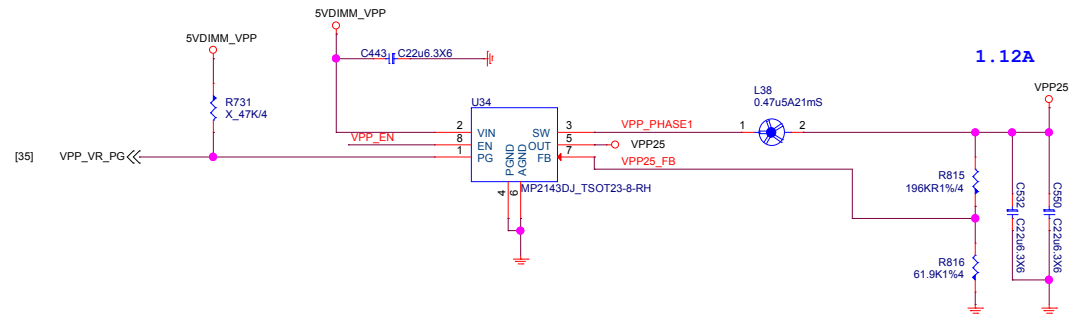 5VDIMM_VPP
5VDIMM_VPP
C443
C22u6.3X6
1.12A
VPP25
R731
X_47K/4
U34
L38
0.47u5A21mS
2
VIN
SW
3
VPP_PHASE1
1
2
VPP_EN
8
EN
OUT
5
VPP25
[35]
VPP_VR_PG
1
PG
FB
7
VPP25_FB
PGND
AGND
4
6
MP2143DJ_TSOT23-8-RH
R815
196KR1%/4
C532
C22u6.3X6
C550
C22u6.3X6
R816
61.9K1%4